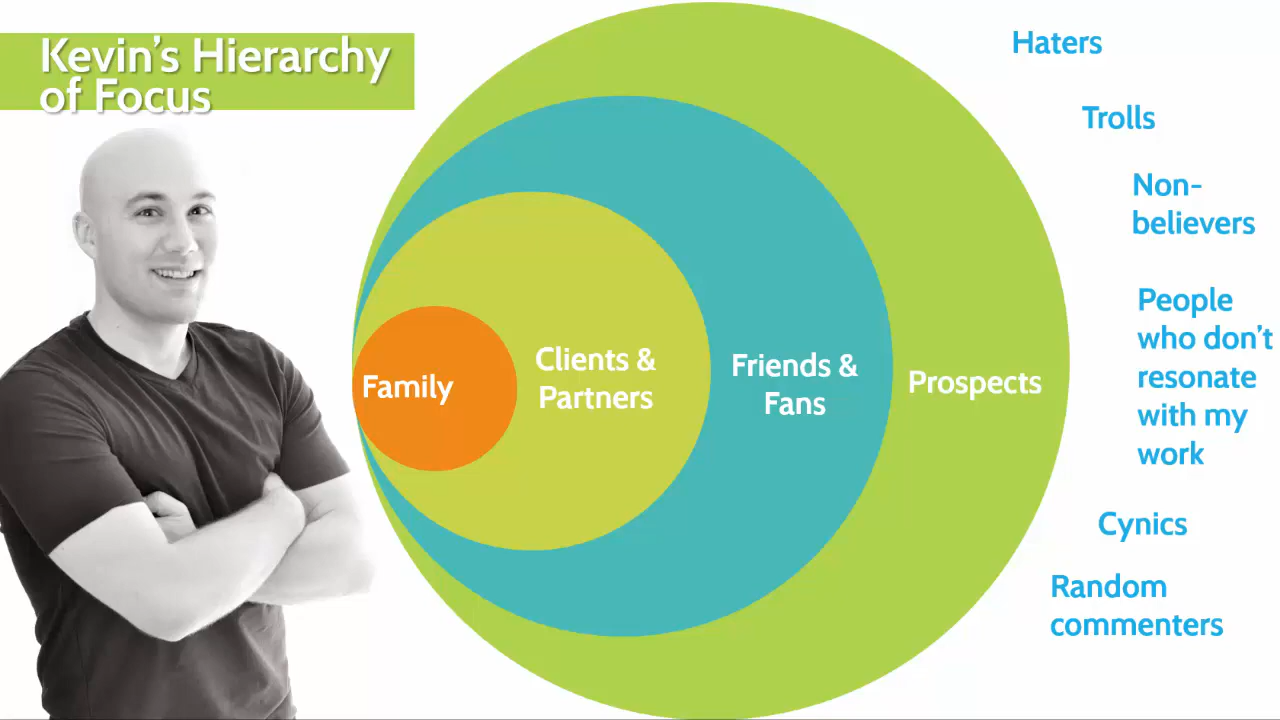 Kevin's Hierarchy
of Focus
Family
Clients &
Partners
Friends &
Fans
Prospects
Haters
Trolls
Non-
believers
People
who don't
resonate
with my
work
Cynics
Random
commenters